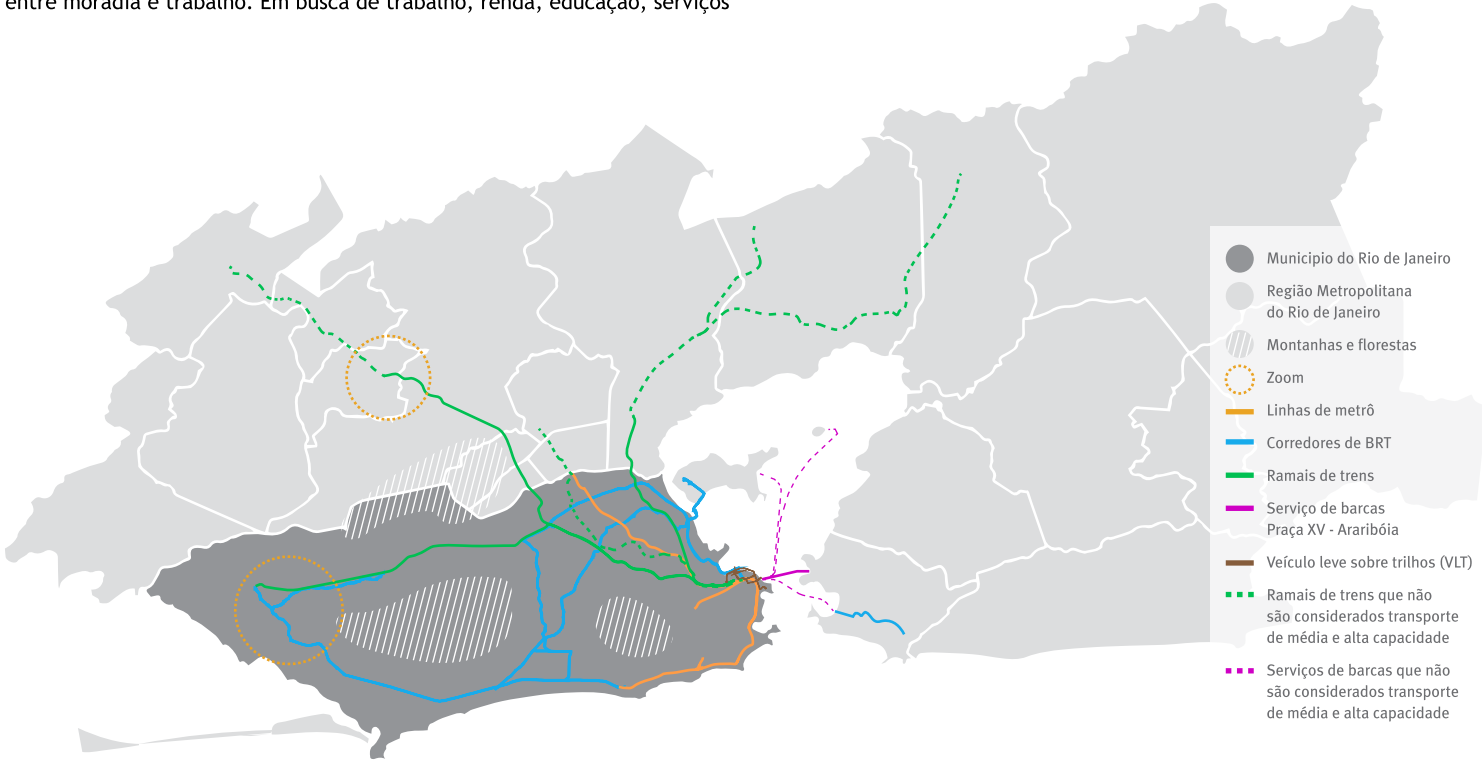 entre moradia e trabalho. Em busca de trabalho, renda, educação, serviços
Municipio do Rio de Janeiro
Região Metropolitana
do Rio de Janeiro
Montanhas e florestas
Zoom
Linhas de metrô
Corredores de BRT
Ramais de trens
Serviço de barcas
Praça XV - Araribóia
Veículo leve sobre trilhos (VLT)
Ramais de trens que não
são considerados transporte
de média e alta capacidade
Serviços de barcas que não
são considerados transporte
de média e alta capacidade